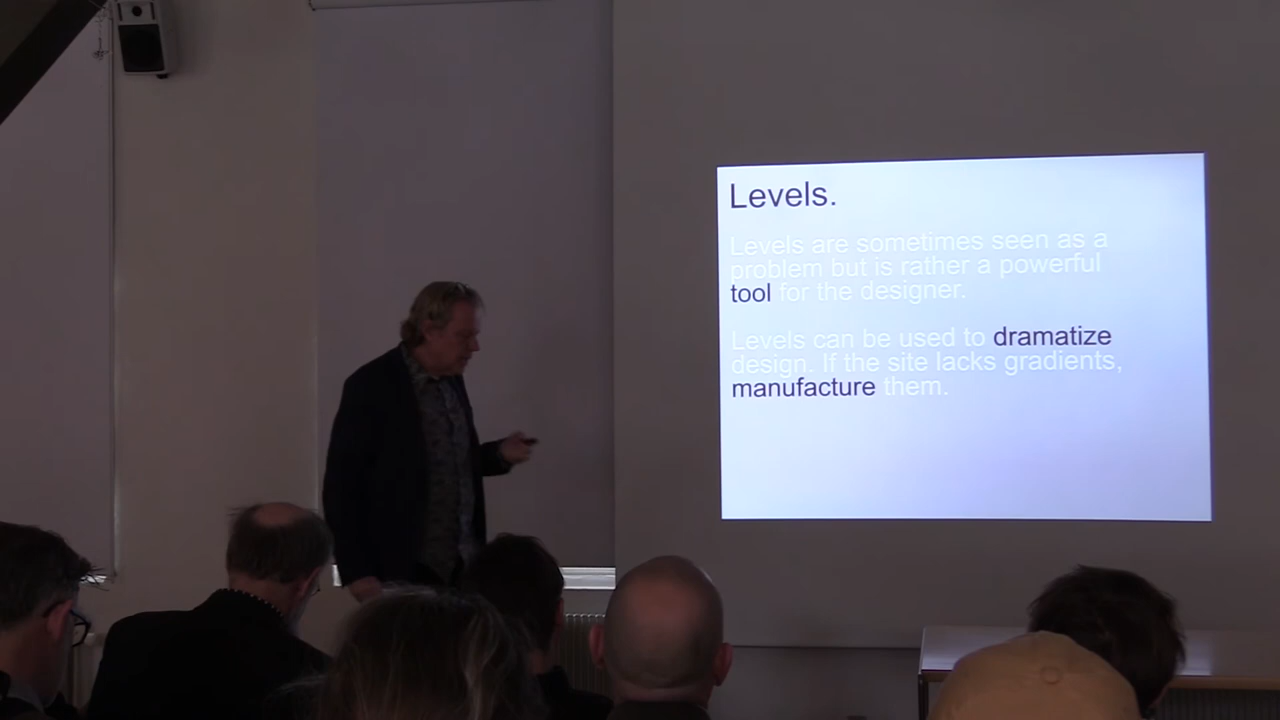 Levels.
Levels are sometimes seen as a
problem but is rather a powerful
tool for the designer.
Levels can be used to dramatize
design. If the site lacks gradients,
manufacture them.